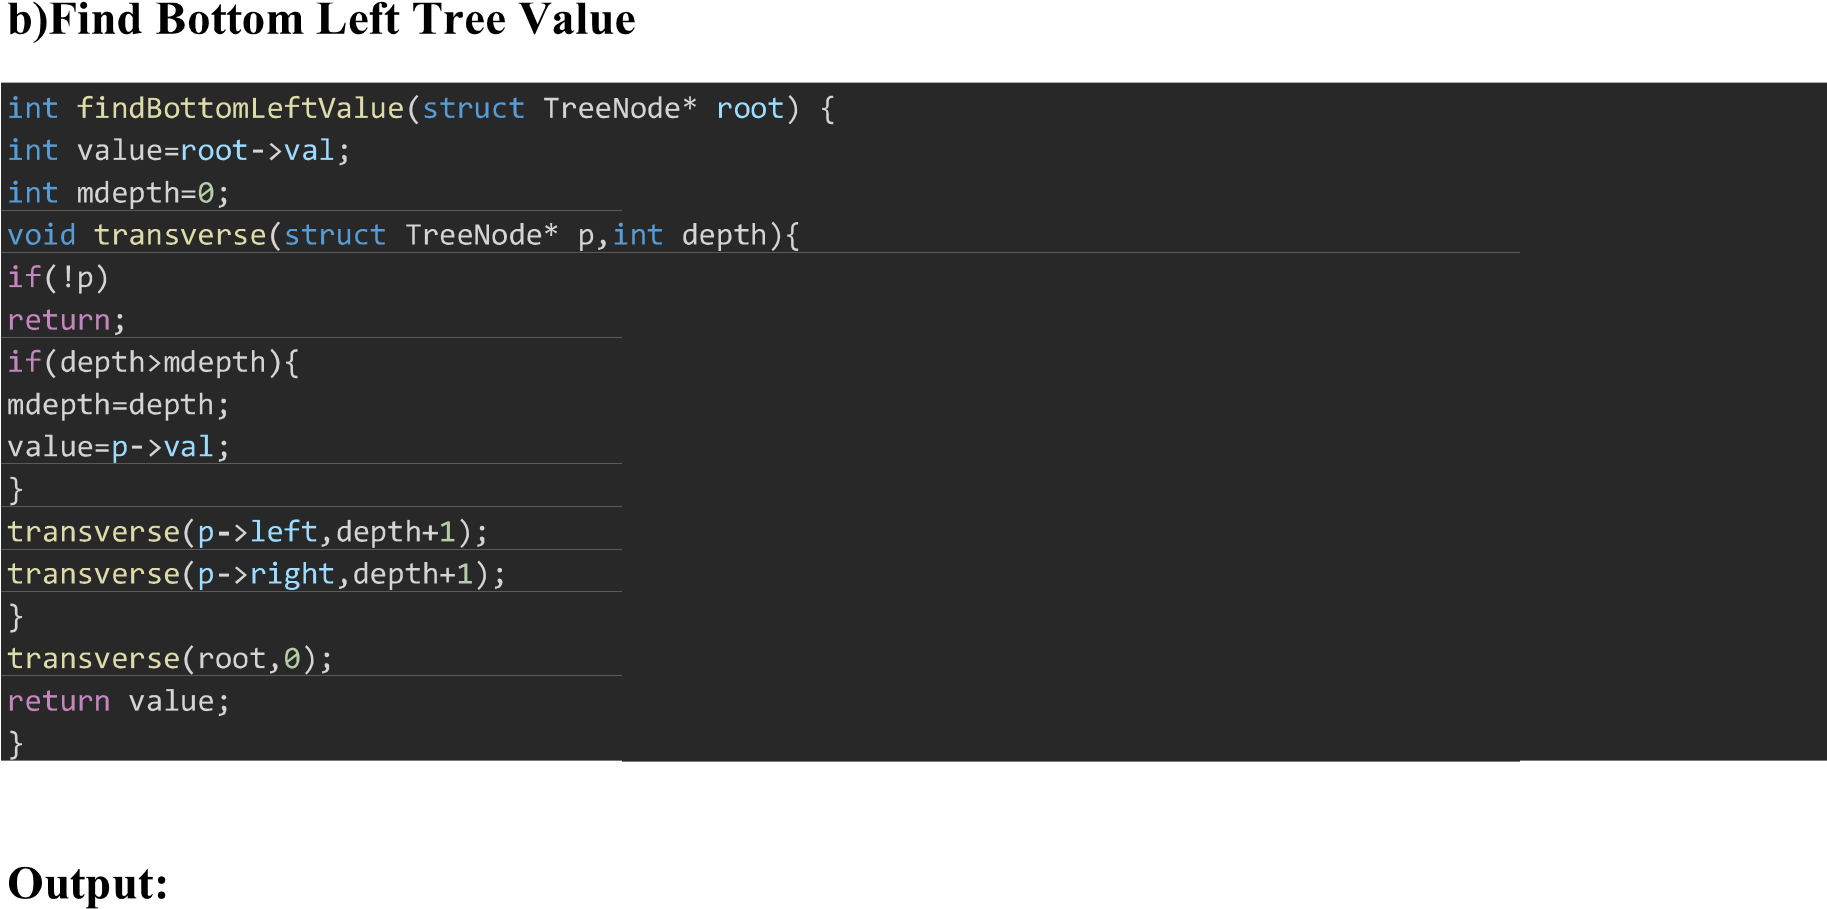 b)Find Bottom Left Tree Value
int findBottomLeftValue(struct TreeNode* root) {
int value=root->val;
int mdepth=0;
void transverse(struct TreeNode* p,int depth){
if(!p)
return;
if(depth>mdepth){
mdepth=depth;
value=p->val;
}
transverse(p->left,depth+1);
transverse(p->right,depth+1);
}
transverse(root,0);
return value;
}
Output: